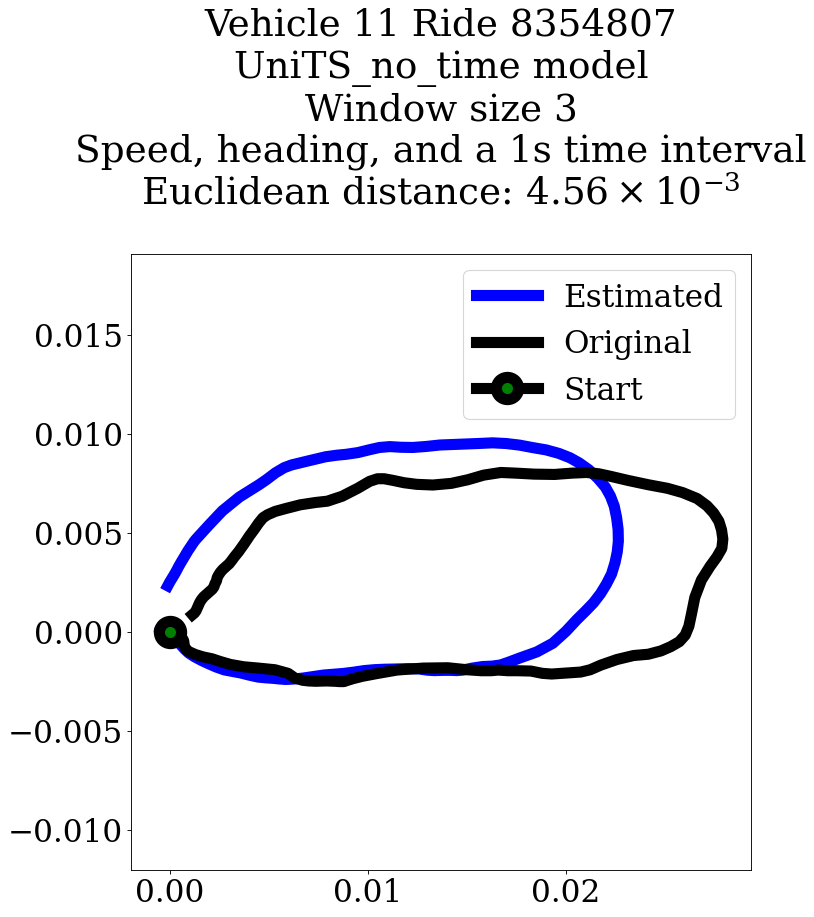 Vehicle 11 Ride 8354807
UniTS_no_time model
Window size 3
Speed, heading, and a 1s time interval
Euclidean distance: 4.56 × 10⁻³
Estimated
Original
Start
0.015
0.010
0.005
0.000
−0.005
−0.010
0.00 0.01 0.02